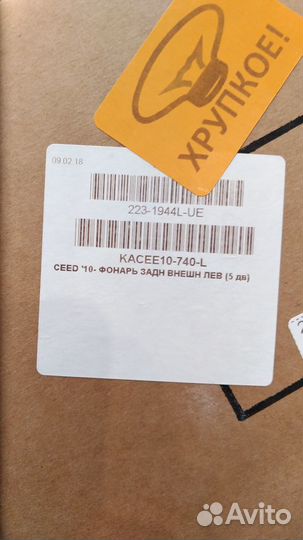 ХРУПКОЕ!
09.02.18
223-1944L-UE
KACEE10-740-L
CEED '10- ФОНАРЬ ЗАДН ВНЕШН ЛЕВ (5 дв)
Avito